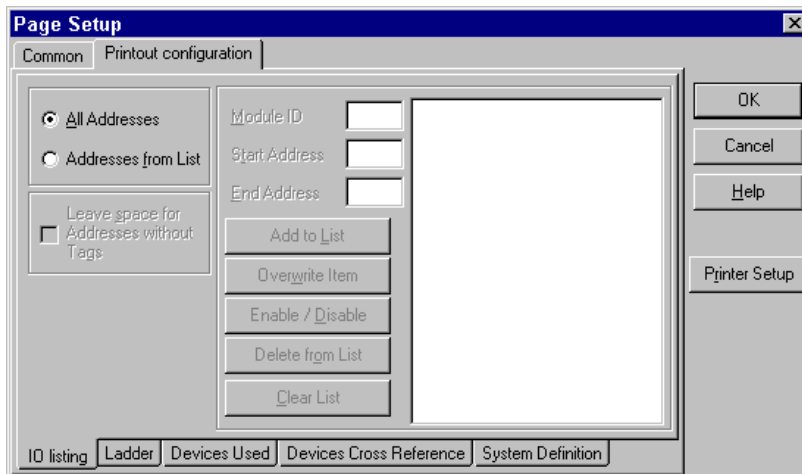 Page Setup
Common
Printout configuration
All Addresses
Addresses from List
Leave space for
Addresses without
Tags
Module ID
Start Address
End Address
Add to List
Overwrite Item
Enable / Disable
Delete from List
Clear List
OK
Cancel
Help
Printer Setup
IO listing
Ladder
Devices Used
Devices Cross Reference
System Definition